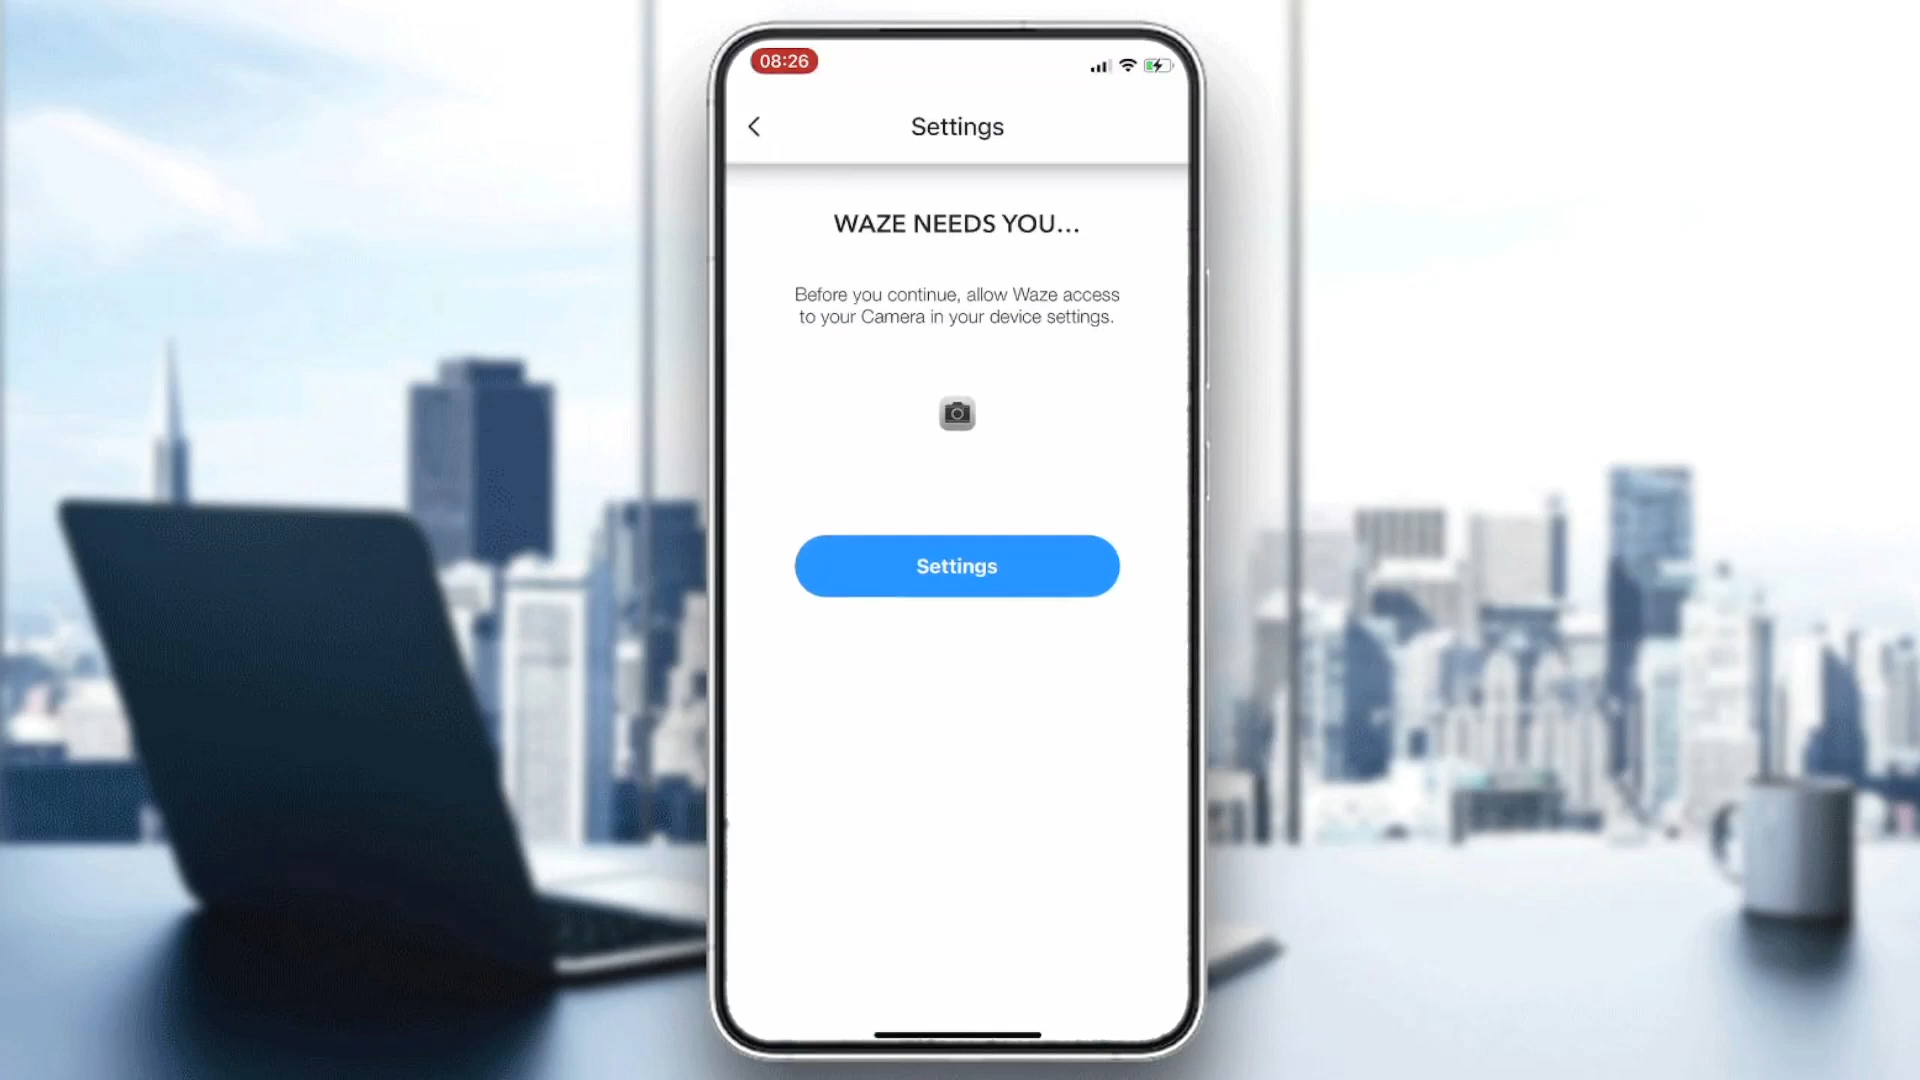 08:26
Settings
WAZE NEEDS YOU...
Before you continue, allow Waze access
to your Camera in your device settings.
Settings